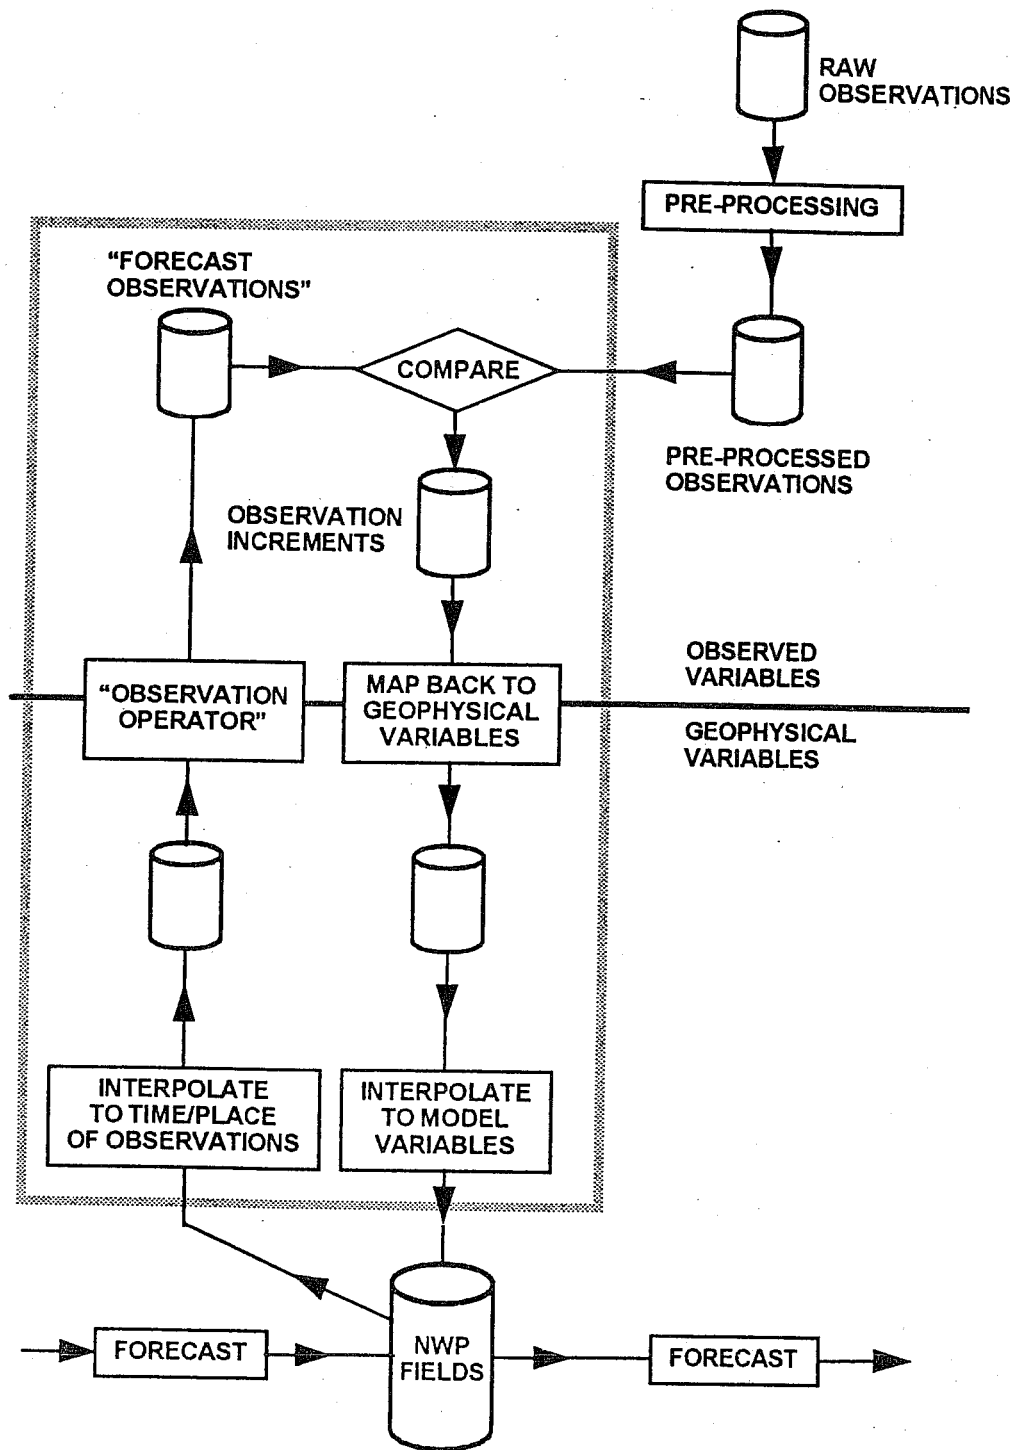 RAW
OBSERVATIONS
PRE-PROCESSING
“FORECAST
OBSERVATIONS”
COMPARE
PRE-PROCESSED
OBSERVATIONS
OBSERVATION
INCREMENTS
“OBSERVATION
OPERATOR”
MAP BACK TO
GEOPHYSICAL
VARIABLES
OBSERVED
VARIABLES
GEOPHYSICAL
VARIABLES
INTERPOLATE
TO TIME/PLACE
OF OBSERVATIONS
INTERPOLATE
TO MODEL
VARIABLES
FORECAST
NWP
FIELDS
FORECAST